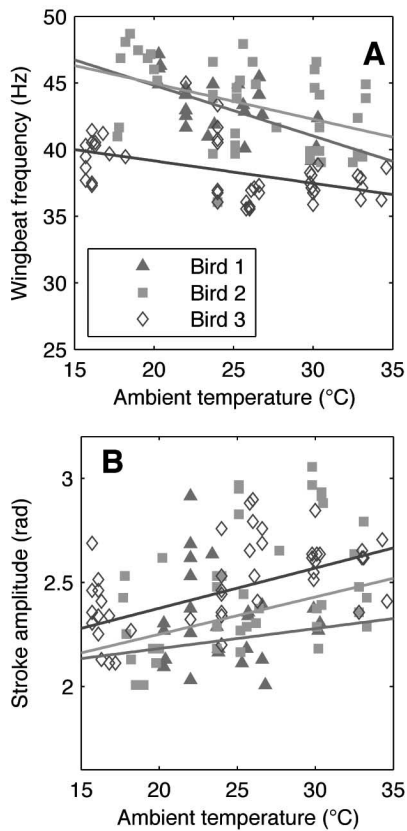 50
45
40
35
30
25
Wingbeat frequency (Hz)
A
Bird 1
Bird 2
Bird 3
15 20 25 30 35
Ambient temperature (°C)
3
2.5
2
Stroke amplitude (rad)
B
15 20 25 30 35
Ambient temperature (°C)